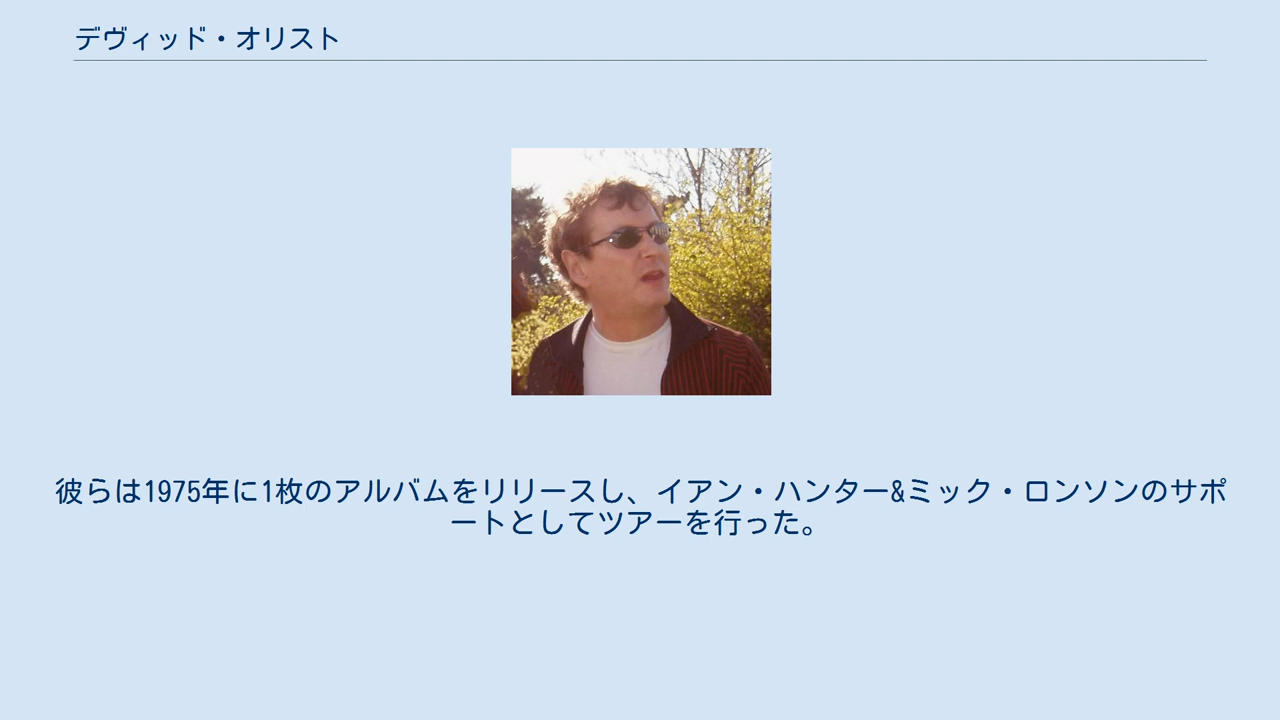 デヴィッド・オリスト
彼らは1975年に1枚のアルバムをリリースし、イアン・ハンター&ミック・ロンソンのサポ
ートとしてツアーを行った。